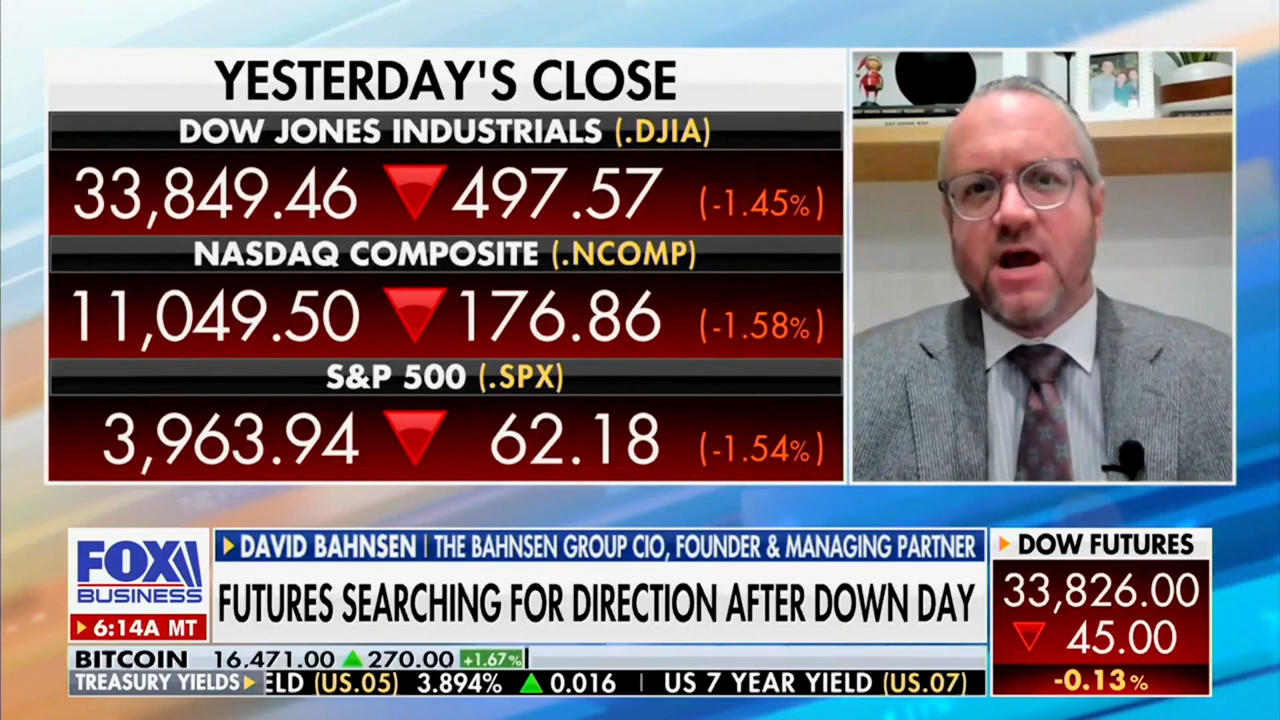 YESTERDAY'S CLOSE
DOW JONES INDUSTRIALS (.DJIA)
33,849.46 ▼ 497.57 (-1.45%)
NASDAQ COMPOSITE (.NCOMP)
11,049.50 ▼ 176.86 (-1.58%)
S&P 500 (.SPX)
3,963.94 ▼ 62.18 (-1.54%)
FOX
BUSINESS
6:14A MT
DAVID BAHNSEN | THE BAHNSEN GROUP CIO, FOUNDER & MANAGING PARTNER
FUTURES SEARCHING FOR DIRECTION AFTER DOWN DAY
DOW FUTURES
33,826.00
▼ 45.00
-0.13%
BITCOIN 16,471.00 ▲ 270.00 +1.67%
TREASURY YIELDS ELD (US.05) 3.894% ▲ 0.016 | US 7 YEAR YIELD (US.07)